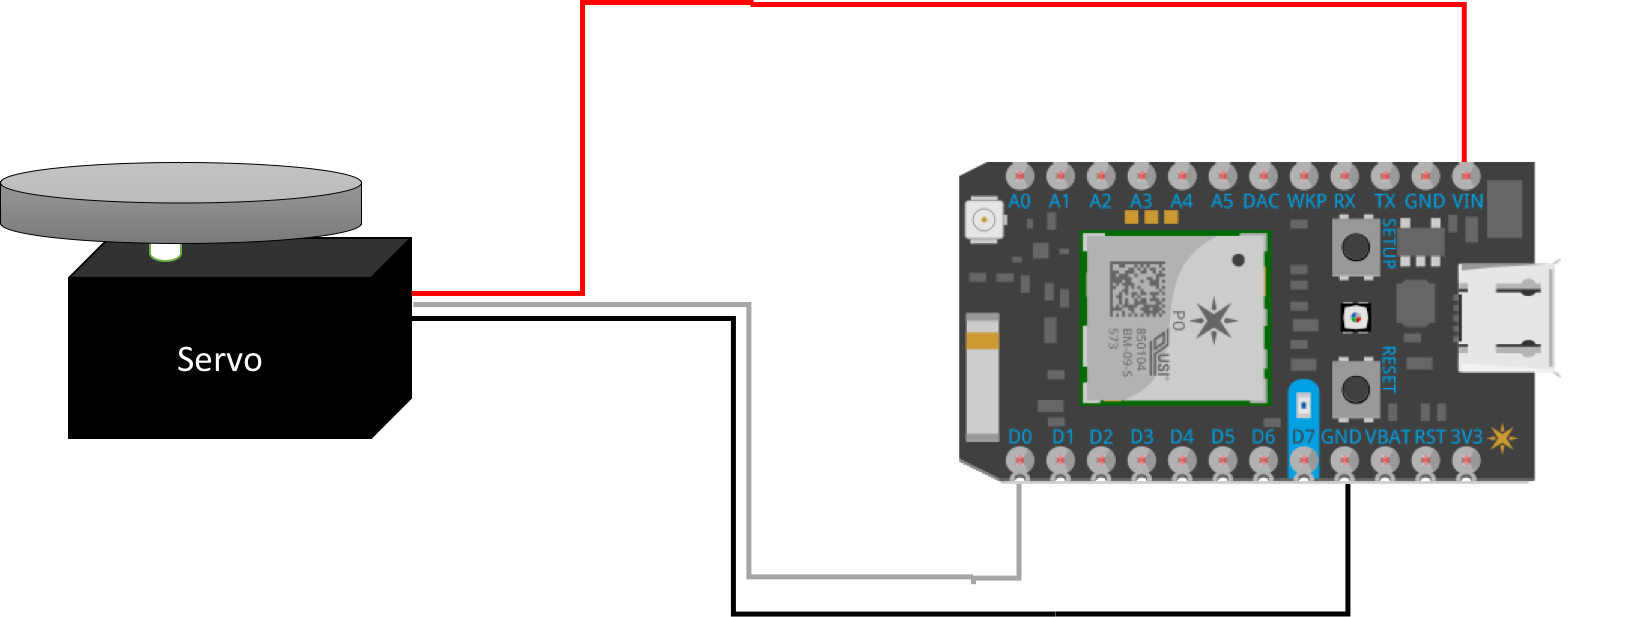 A0 A1 A2 A3 A4 A5 DAC WKP RX TX GND VIN
SETUP
Servo
P0
USI
850104
BM-09-S
573
RESET
D0 D1 D2 D3 D4 D5 D6 D7 GND VBAT RST 3V3